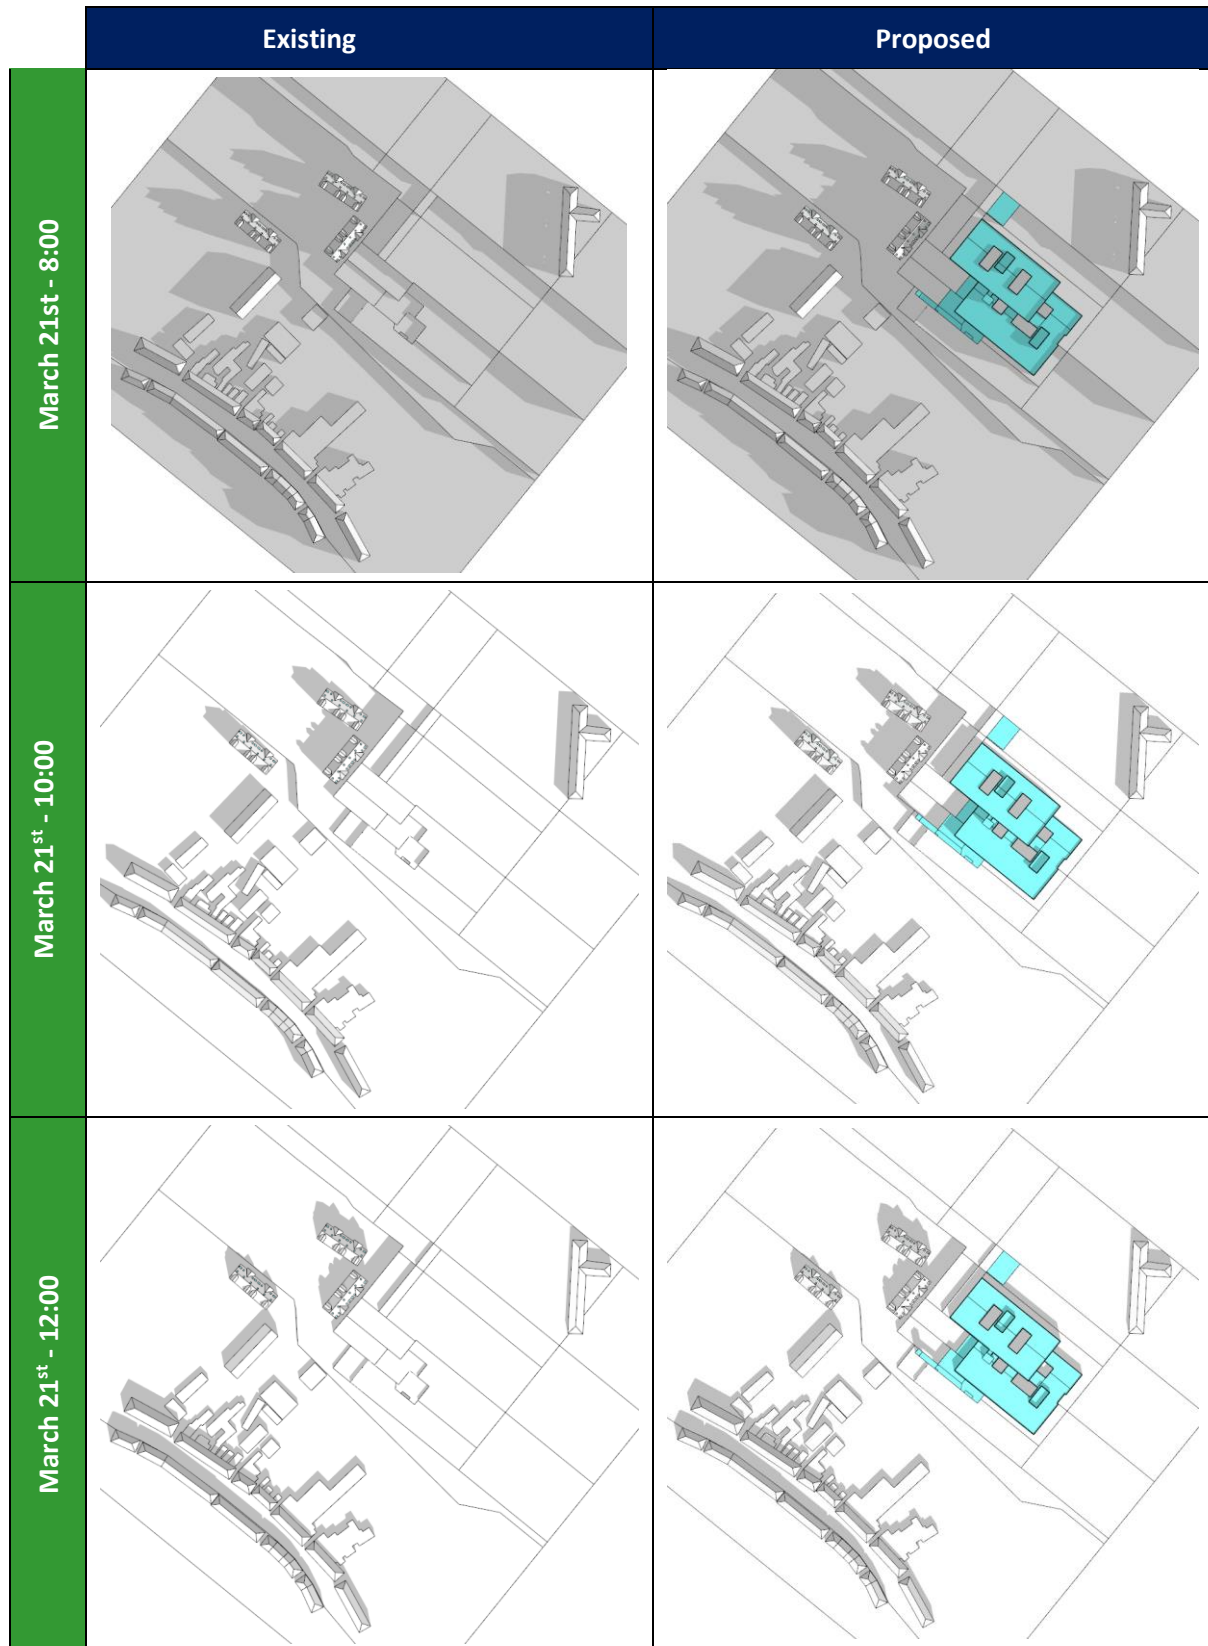 Existing
Proposed
March 21st - 8:00
March 21st - 10:00
March 21st - 12:00